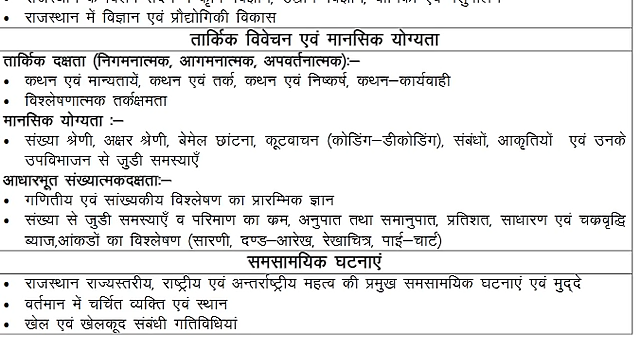 राजस्थान में विज्ञान एवं प्रौद्योगिकी विकास
तार्किक विवेचन एवं मानसिक योग्यता
तार्किक दक्षता (निगमनात्मक, आगमनात्मक, अपवर्तनात्मक):–
• कथन एवं मान्यतायें, कथन एवं तर्क, कथन एवं निष्कर्ष, कथन–कार्यवाही
• विश्लेषणात्मक तर्कक्षमता
मानसिक योग्यता :–
• संख्या श्रेणी, अक्षर श्रेणी, बेमेल छांटना, कूटवाचन (कोडिंग–डीकोडिंग), संबंधों, आकृतियों एवं उनके
उपविभाजन से जुडी समस्याएँ
आधारभूत संख्यात्मकदक्षताः–
• गणितीय एवं सांख्यकीय विश्लेषण का प्रारम्भिक ज्ञान
• संख्या से जुडी समस्याएँ व परिमाण का क्रम, अनुपात तथा समानुपात, प्रतिशत, साधारण एवं चक्रवृद्धि
ब्याज,आंकडों का विश्लेषण (सारणी, दण्ड–आरेख, रेखाचित्र, पाई–चार्ट)
समसामयिक घटनाएं
• राजस्थान राज्यस्तरीय, राष्ट्रीय एवं अन्तर्राष्ट्रीय महत्व की प्रमुख समसामयिक घटनाएं एवं मुद्दे
• वर्तमान में चर्चित व्यक्ति एवं स्थान
• खेल एवं खेलकूद संबंधी गतिविधियां